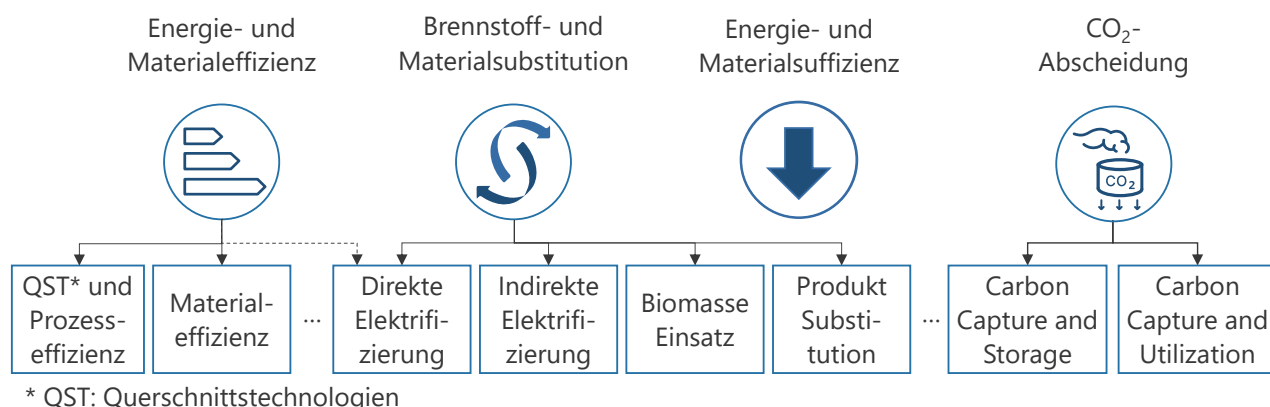 Energie- und
Materialeffizienz
Brennstoff- und
Materialsubstitution
Energie- und
Materialsuffizienz
CO₂-
Abscheidung
CO₂
QST* und
Prozess-
effizienz
Material-
effizienz
...
Direkte
Elektrifi-
zierung
Indirekte
Elektrifi-
zierung
Biomasse
Einsatz
Produkt
Substi-
tution
...
Carbon
Capture and
Storage
Carbon
Capture and
Utilization
* QST: Querschnittstechnologien